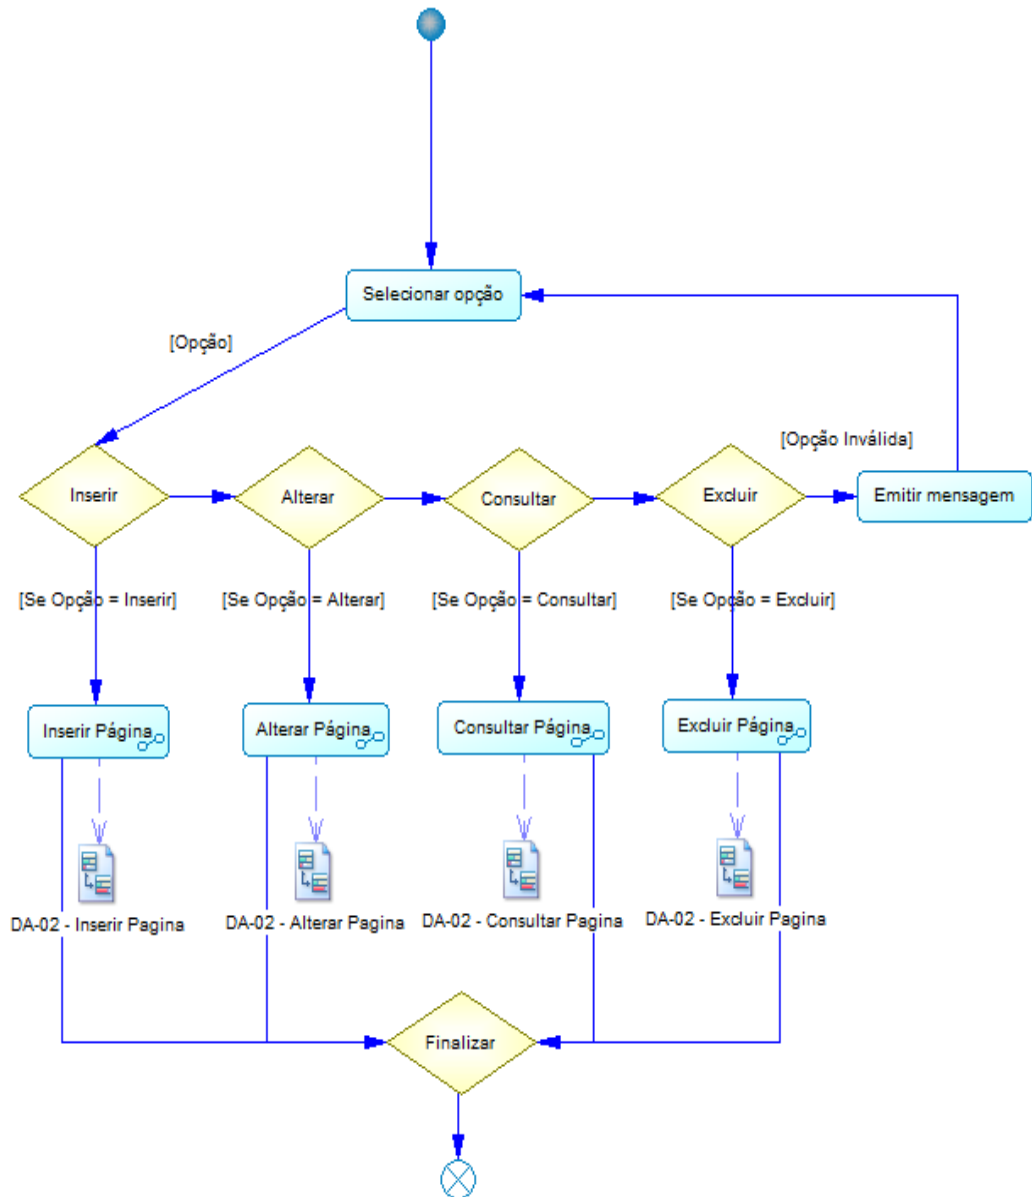 Selecionar opção
[Opção]
[Opção Inválida]
Inserir
Alterar
Consultar
Excluir
Emitir mensagem
[Se Opção = Inserir]
[Se Opção = Alterar]
[Se Opção = Consultar]
[Se Opção = Excluir]
Inserir Página
Alterar Página
Consultar Página
Excluir Página
DA-02 - Inserir Pagina
DA-02 - Alterar Pagina
DA-02 - Consultar Pagina
DA-02 - Excluir Pagina
Finalizar